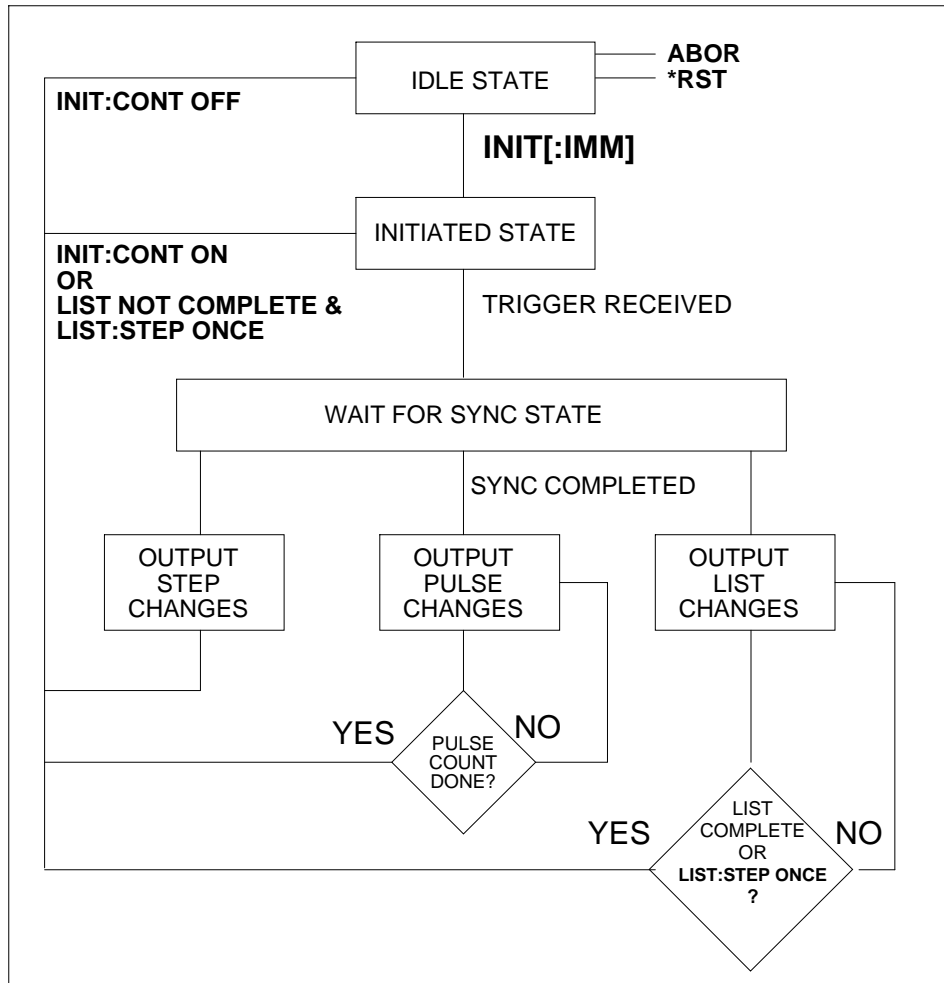 ABOR
*RST
IDLE STATE
INIT:CONT OFF
INIT[:IMM]
INITIATED STATE
INIT:CONT ON
OR
LIST NOT COMPLETE &
LIST:STEP ONCE
TRIGGER RECEIVED
WAIT FOR SYNC STATE
SYNC COMPLETED
OUTPUT
STEP
CHANGES
OUTPUT
PULSE
CHANGES
OUTPUT
LIST
CHANGES
YES
NO
PULSE
COUNT
DONE?
YES
NO
LIST
COMPLETE
OR
LIST:STEP ONCE
?